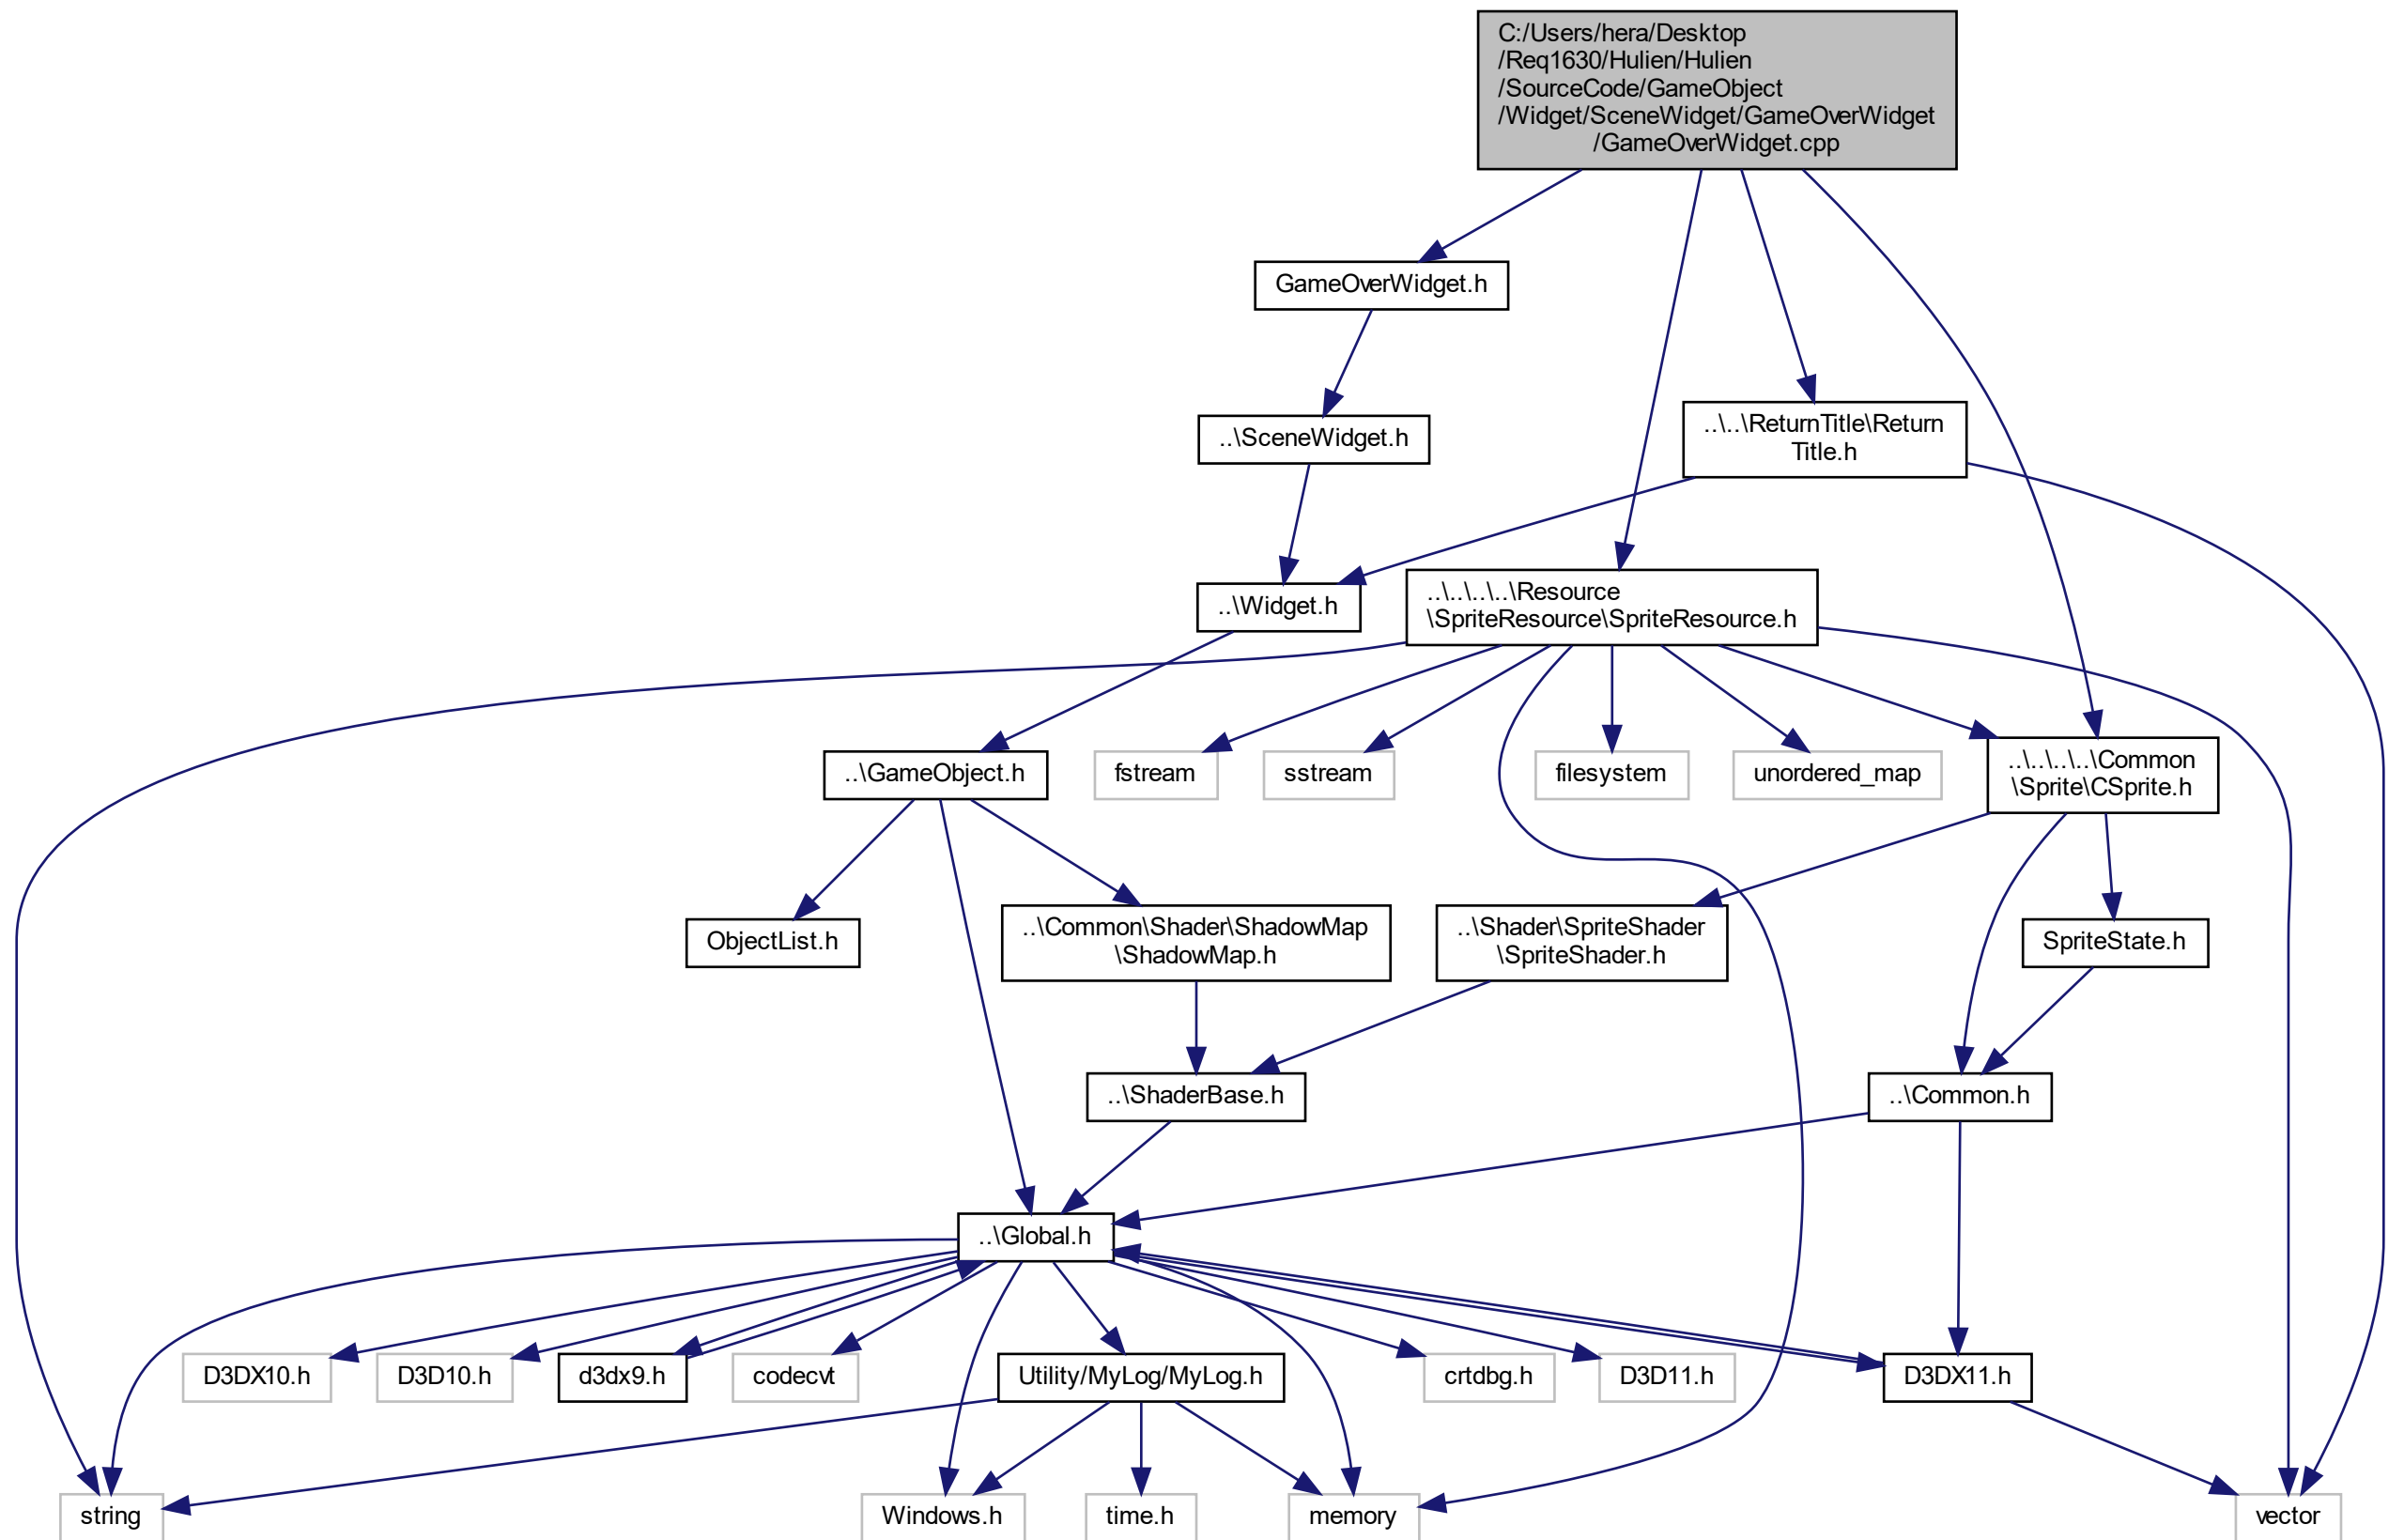 C:/Users/hera/Desktop
/Req1630/Hulien/Hulien
/SourceCode/GameObject
/Widget/SceneWidget/GameOverWidget
/GameOverWidget.cpp
GameOverWidget.h
..\SceneWidget.h
..\..\ReturnTitle\Return
Title.h
..\Widget.h
..\..\..\..\Resource
\SpriteResource\SpriteResource.h
..\GameObject.h
fstream
sstream
filesystem
unordered_map
..\..\..\..\Common
\Sprite\CSprite.h
ObjectList.h
..\Common\Shader\ShadowMap
\ShadowMap.h
..\Shader\SpriteShader
\SpriteShader.h
SpriteState.h
..\ShaderBase.h
..\Common.h
..\Global.h
D3DX10.h
D3D10.h
d3dx9.h
codecvt
Utility/MyLog/MyLog.h
crtdbg.h
D3D11.h
D3DX11.h
string
Windows.h
time.h
memory
vector